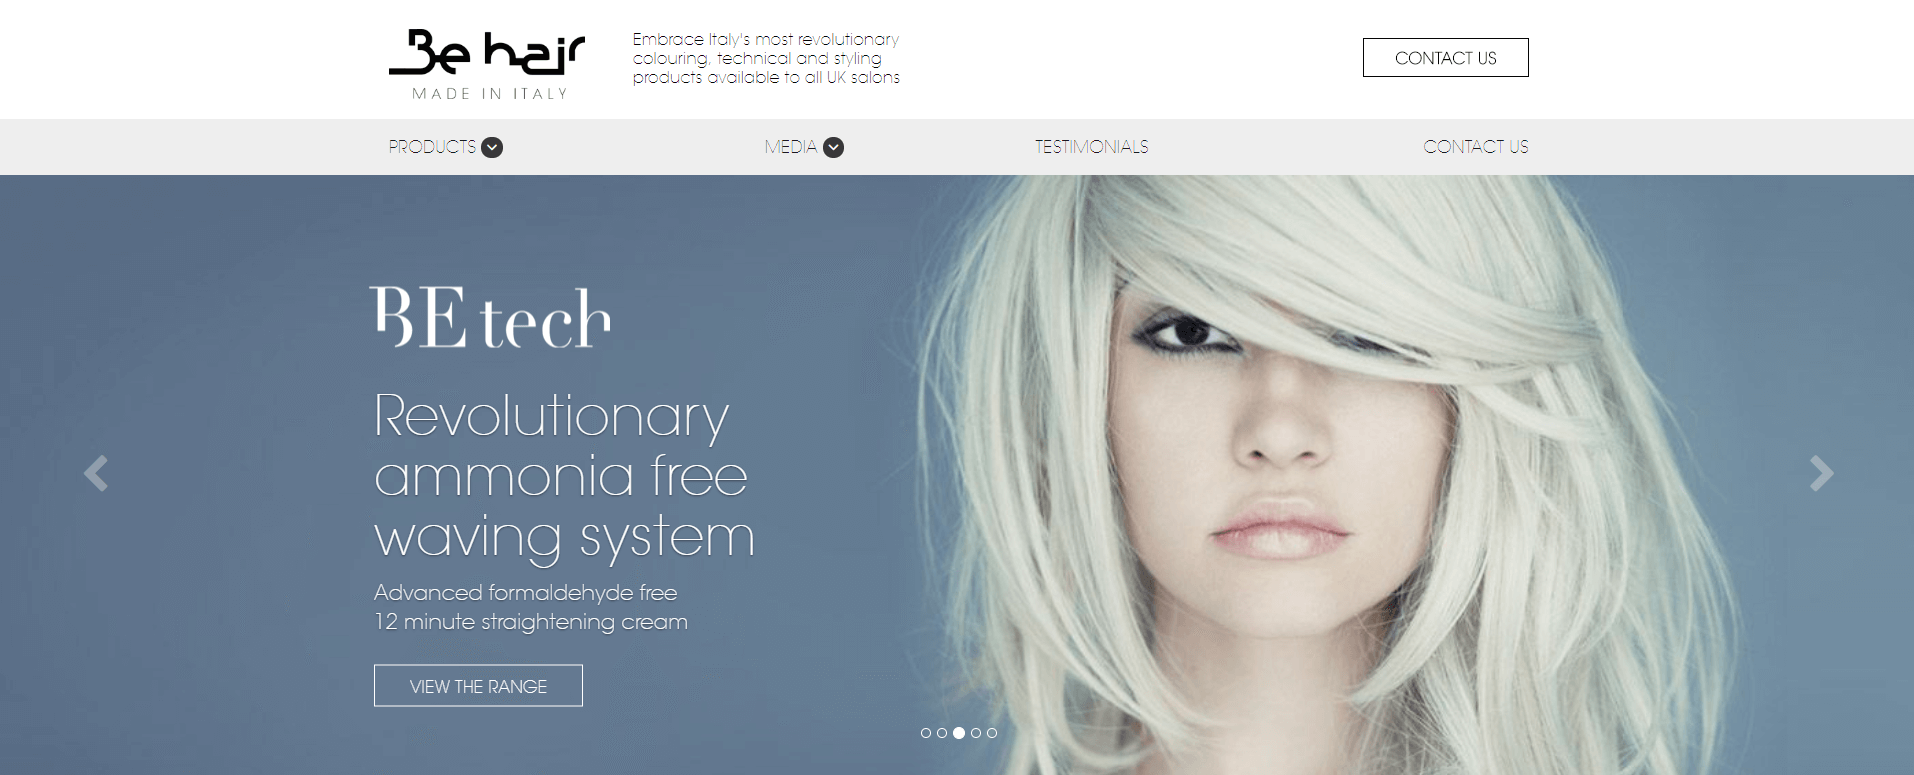 Be hair
MADE IN ITALY
Embrace Italy's most revolutionary
colouring, technical and styling
products available to all UK salons
CONTACT US
PRODUCTS
MEDIA
TESTIMONIALS
CONTACT US
BE tech
Revolutionary
ammonia free
waving system
Advanced formaldehyde free
12 minute straightening cream
VIEW THE RANGE